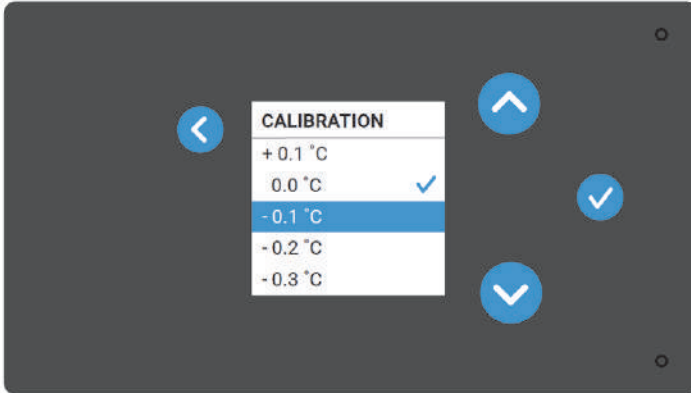 CALIBRATION
+ 0.1 ˚C
0.0 ˚C
- 0.1 ˚C
- 0.2 ˚C
- 0.3 ˚C